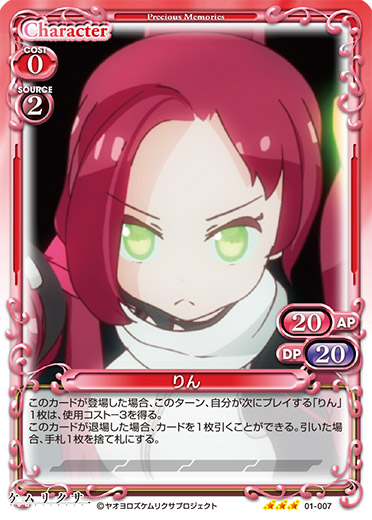 Precious Memories
Character
COST
0
SOURCE
2
20 AP
DP 20
りん
このカードが登場した場合、このターン、自分が次にプレイする「りん」
1枚は、使用コスト－3を得る。
このカードが退場した場合、カードを1枚引くことができる。引いた場
合、手札1枚を捨て札にする。
ケムリクサ
©ヤオヨロズケムリクサプロジェクト
★★★ 01-007